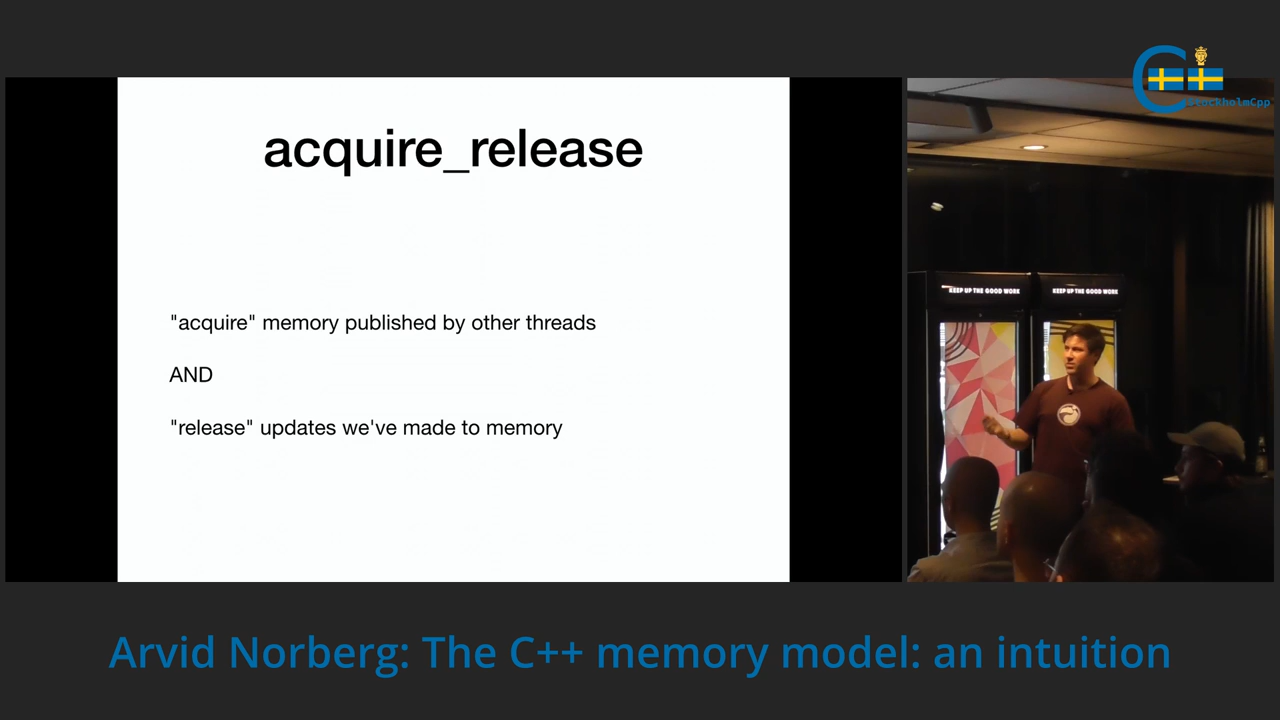 acquire_release
"acquire" memory published by other threads
AND
"release" updates we've made to memory
StockholmCpp
KEEP UP THE GOOD WORK
KEEP UP THE GOOD WORK
Arvid Norberg: The C++ memory model: an intuition